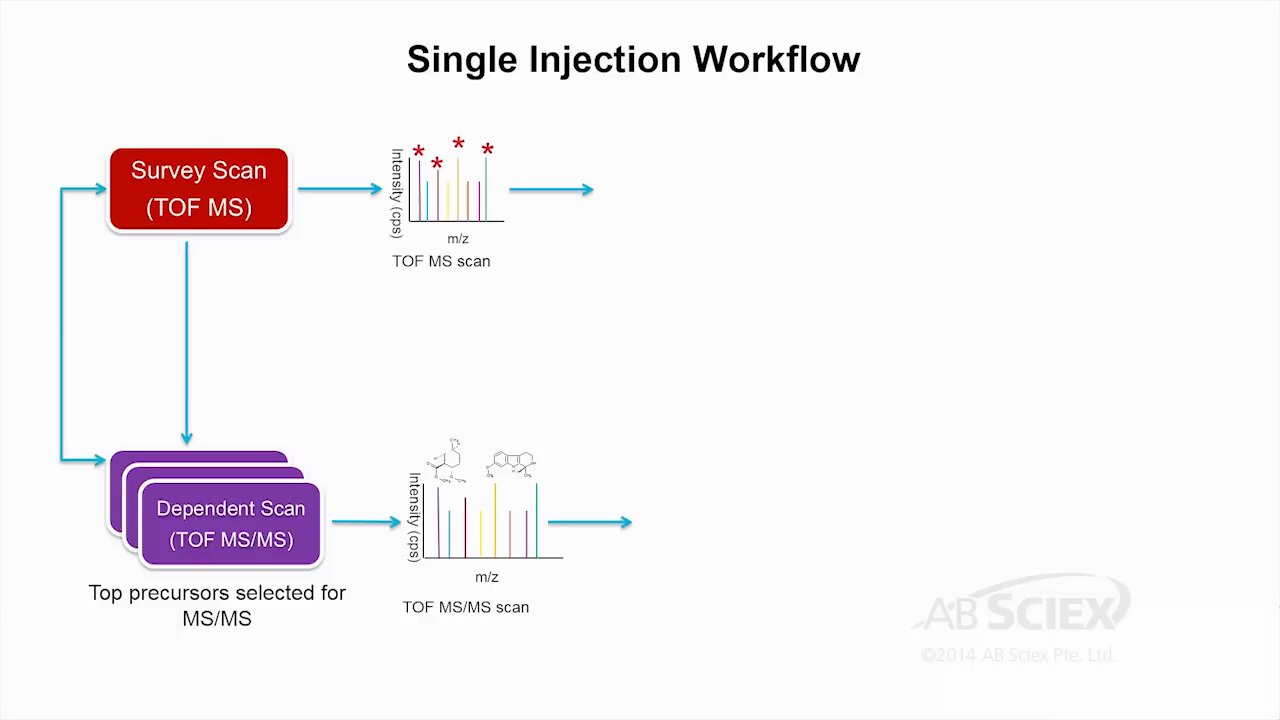 Single Injection Workflow
Survey Scan
(TOF MS)
Intensity (cps)
* * * *
m/z
TOF MS scan
Dependent Scan
(TOF MS/MS)
Top precursors selected for
MS/MS
Intensity (cps)
m/z
TOF MS/MS scan
AB SCIEX
©2014 AB Sciex Pte. Ltd.